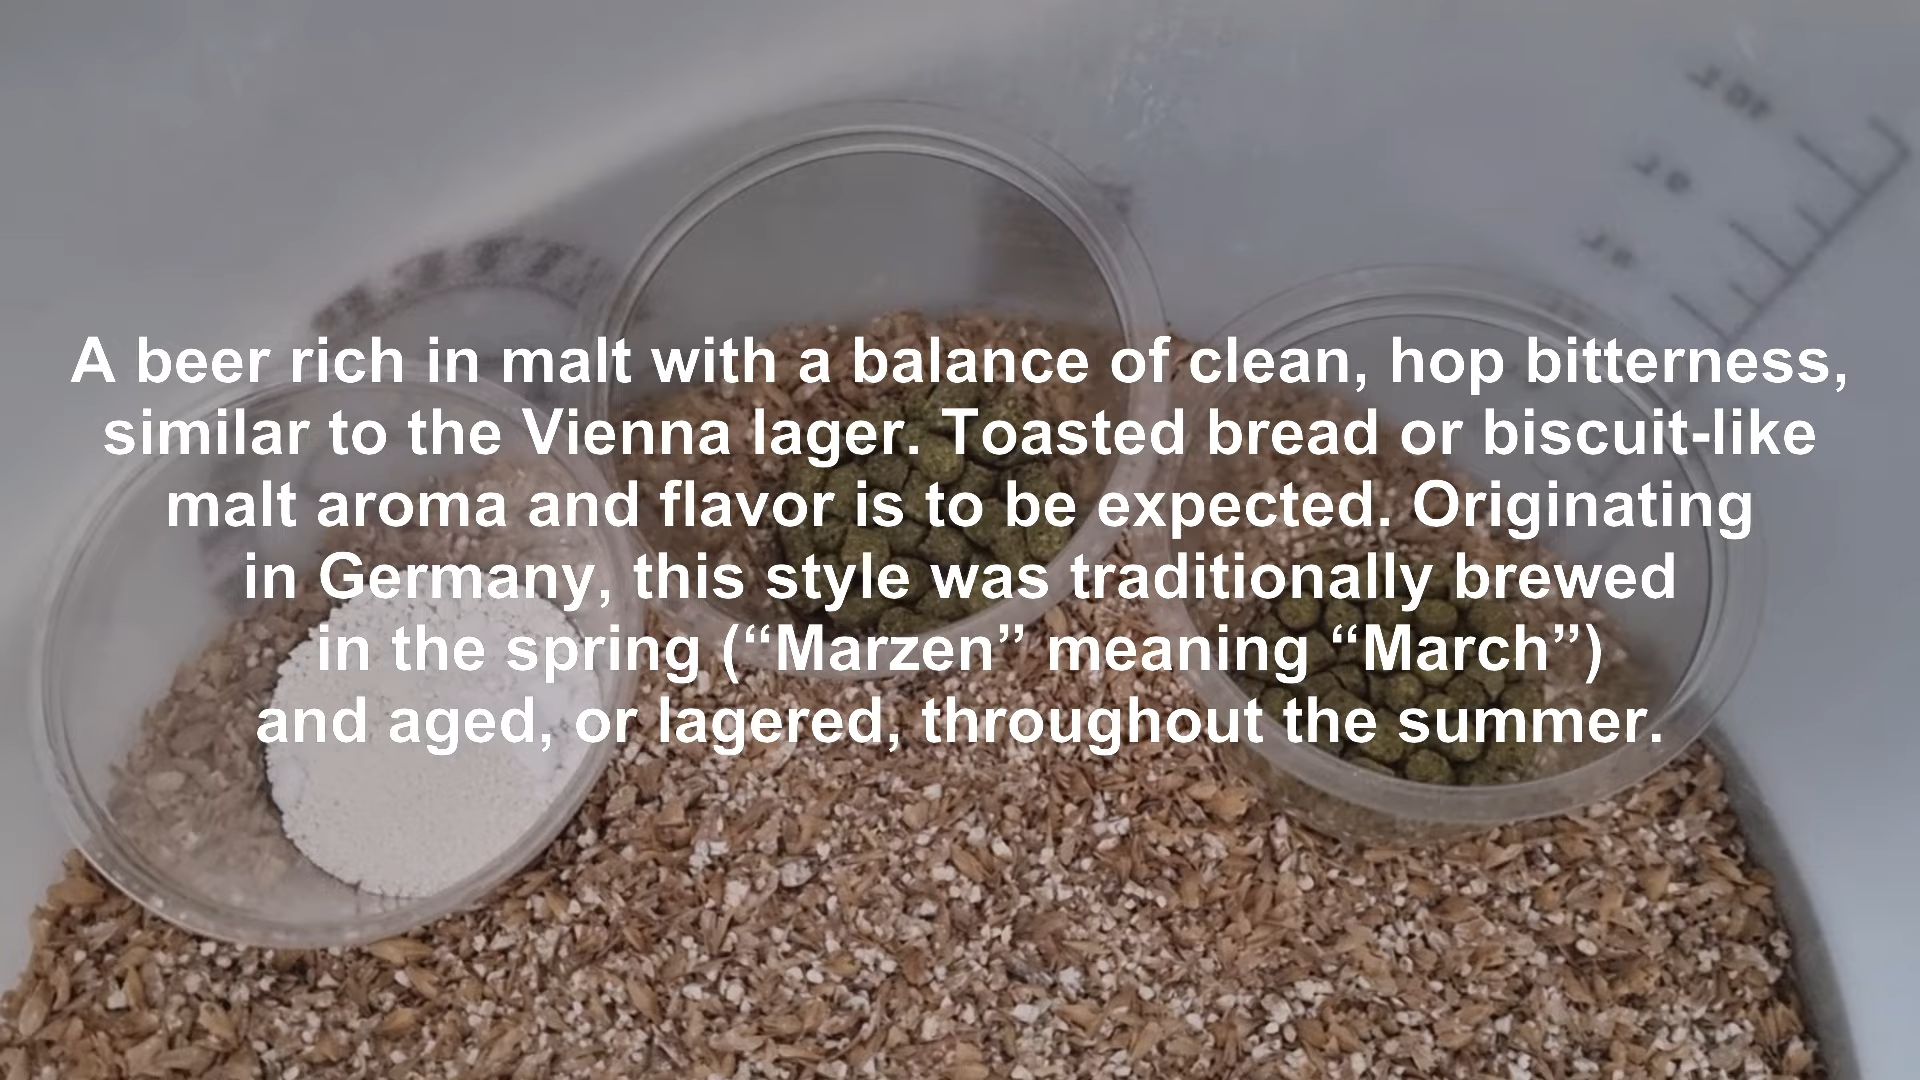 A beer rich in malt with a balance of clean, hop bitterness,
similar to the Vienna lager. Toasted bread or biscuit-like
malt aroma and flavor is to be expected. Originating
in Germany, this style was traditionally brewed
in the spring (“Marzen” meaning “March”)
and aged, or lagered, throughout the summer.